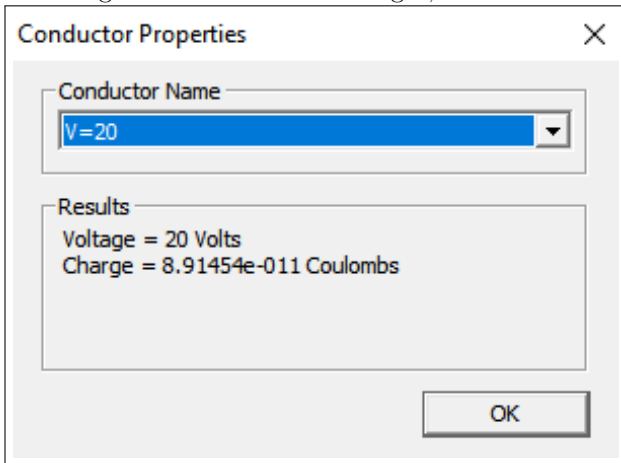 Conductor Properties
Conductor Name
V=20
Results
Voltage = 20 Volts
Charge = 8.91454e-011 Coulombs
OK